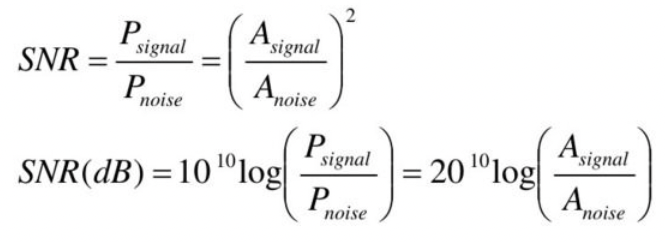 SNR = P_signal / P_noise = (A_signal / A_noise)^2
SNR(dB) = 10 ^10log(P_signal / P_noise) = 20 ^10log(A_signal / A_noise)